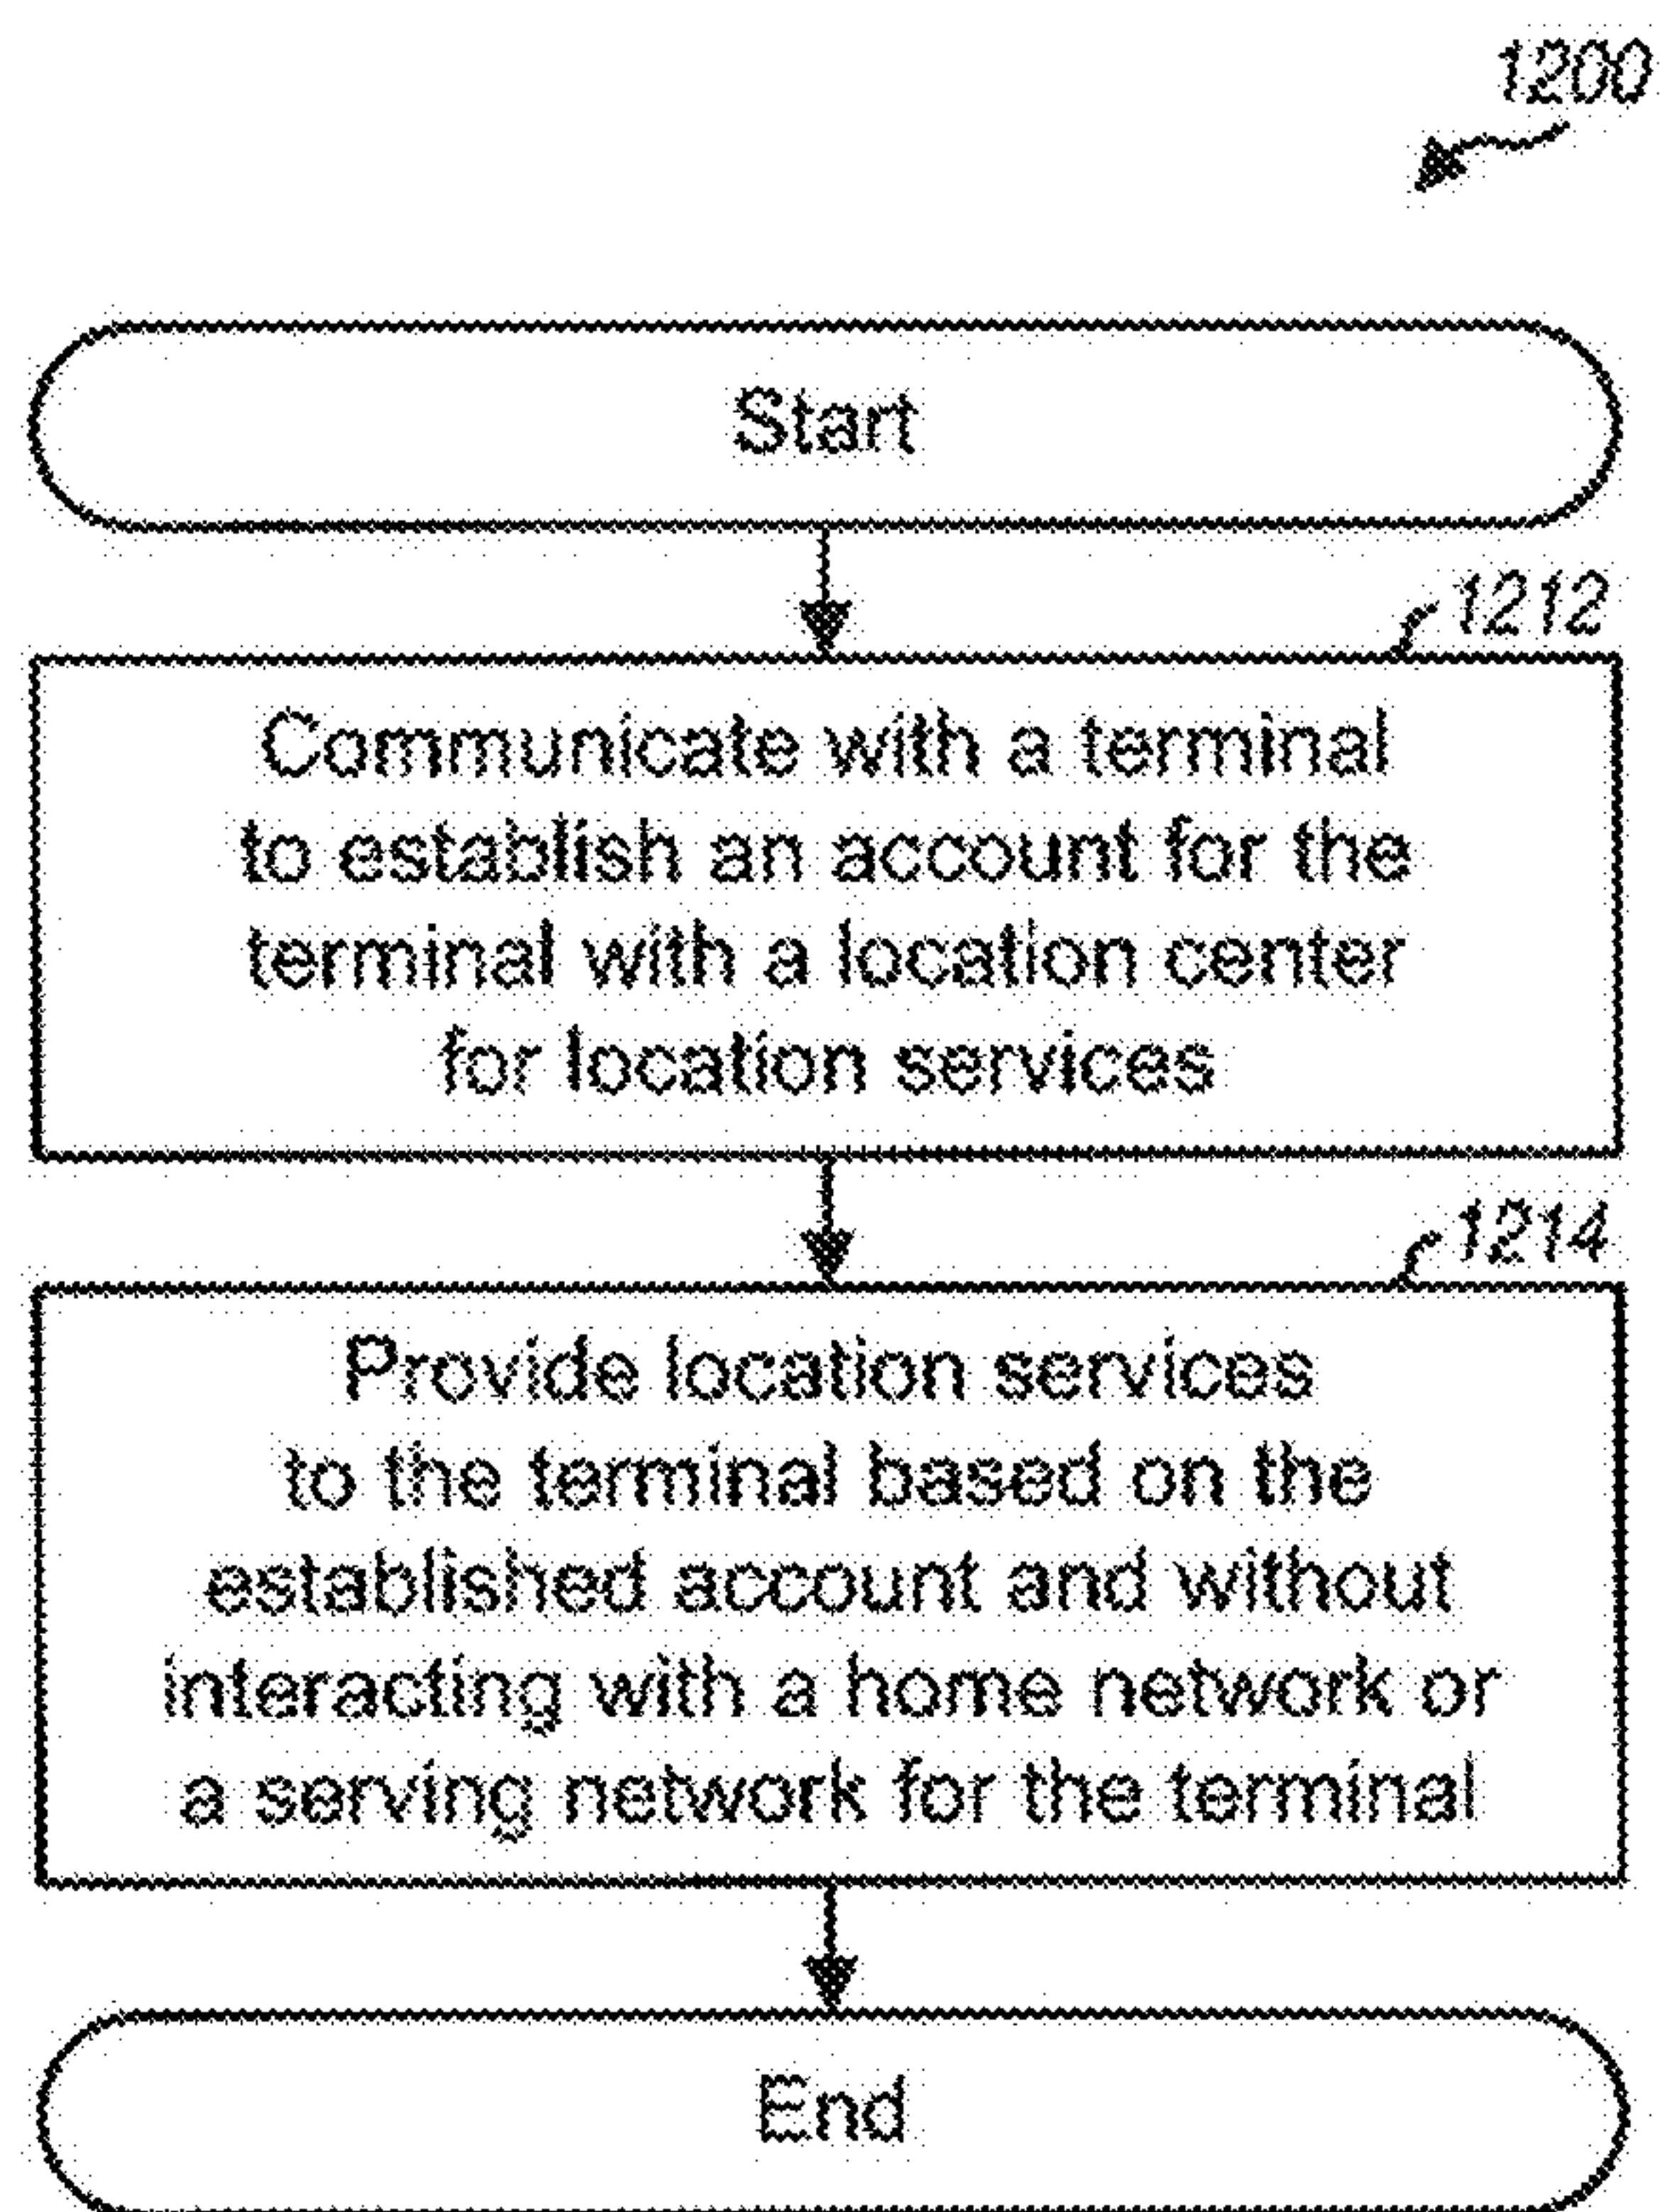 1200
Start
1212
Communicate with a terminal
to establish an account for the
terminal with a location center
for location services
1214
Provide location services
to the terminal based on the
established account and without
interacting with a home network or
a serving network for the terminal
End